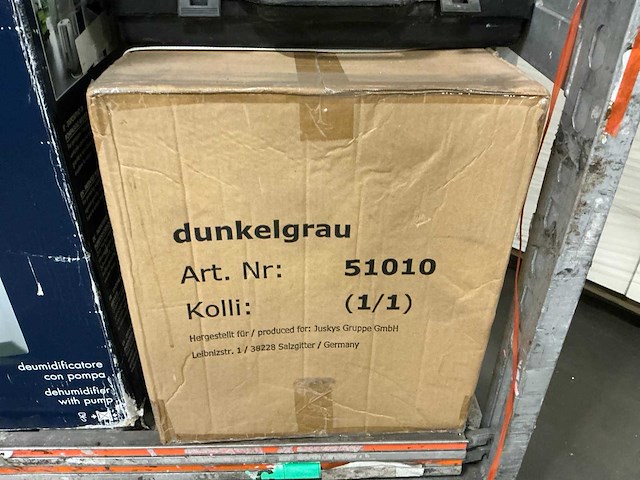 dunkelgrau
Art. Nr: 51010
Kolli: (1/1)
Hergestellt für / produced for: Juskys Gruppe GmbH
Leibnizstr. 1 / 38228 Salzgitter / Germany
deumidificatore
con pompa
dehumidifier
with pump